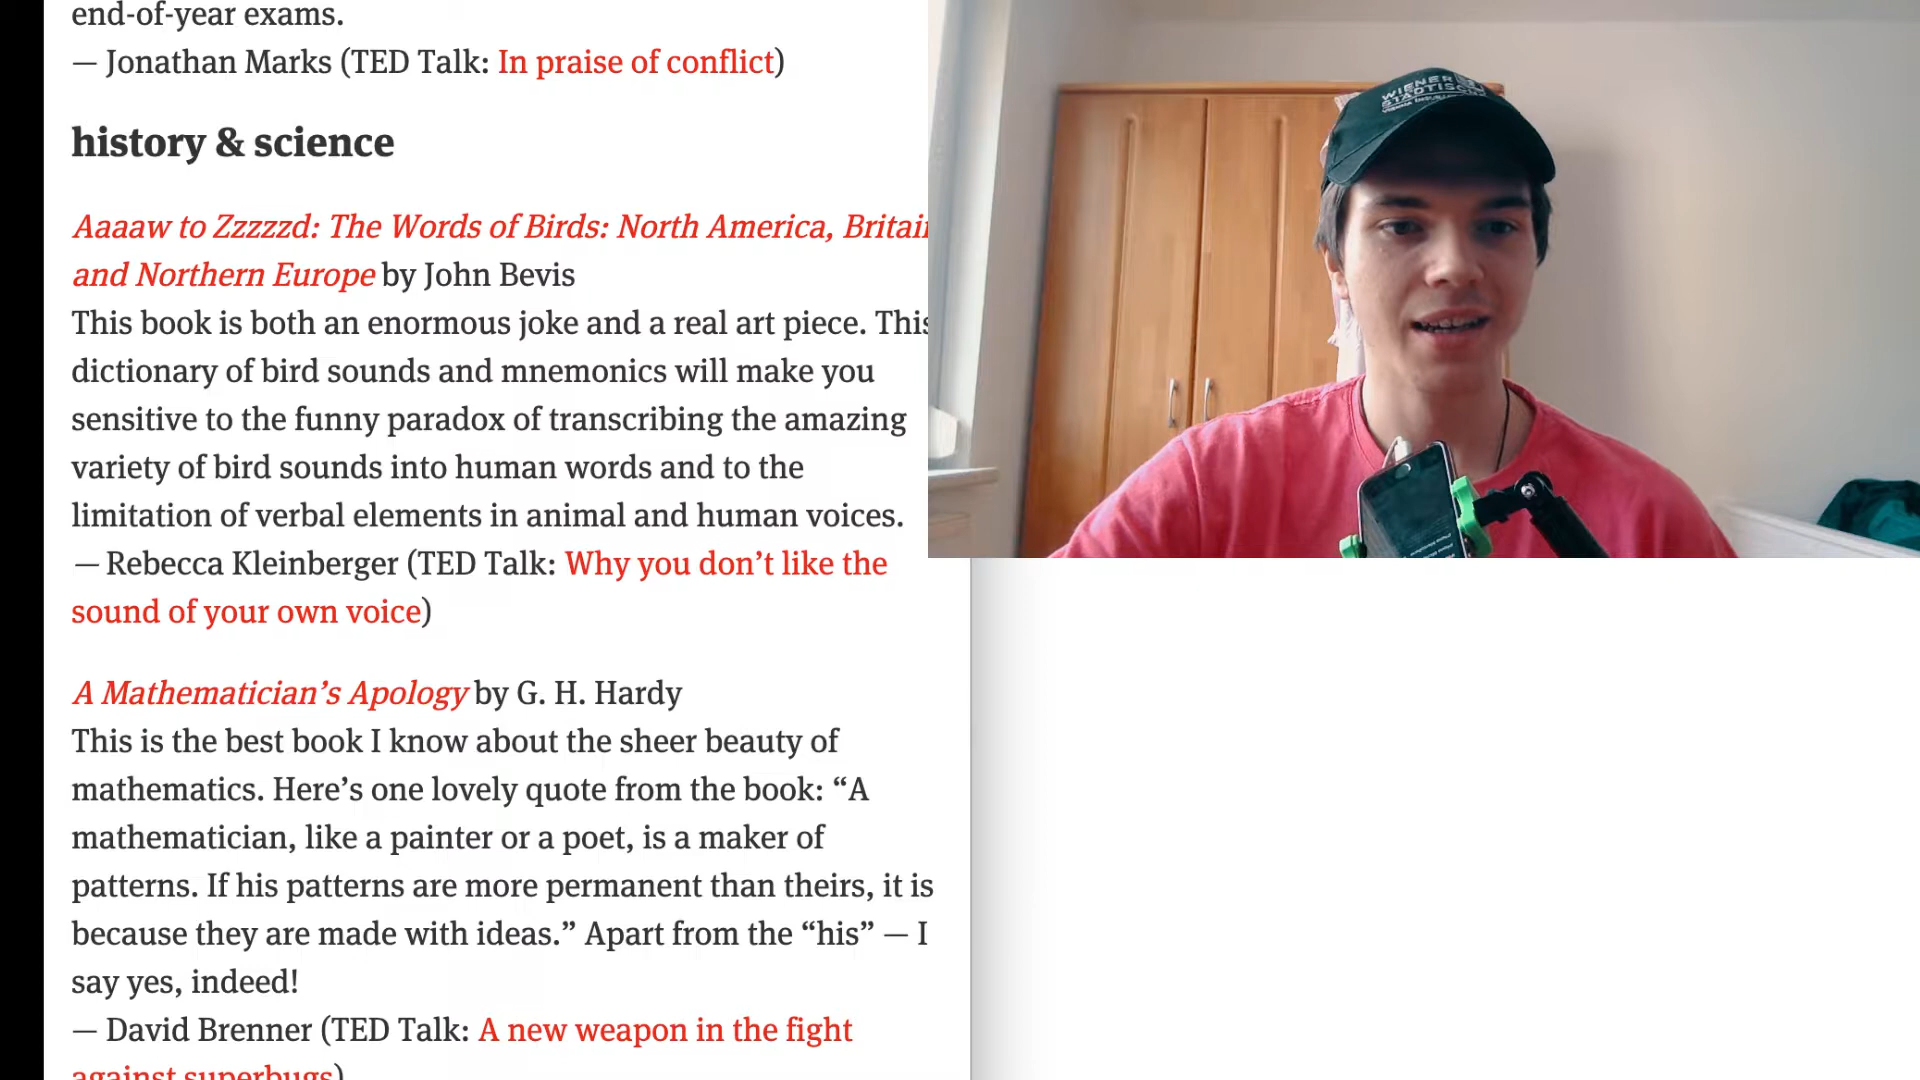 end-of-year exams.
— Jonathan Marks (TED Talk: In praise of conflict)
history & science
Aaaaw to Zzzzzd: The Words of Birds: North America, Britain
and Northern Europe by John Bevis
This book is both an enormous joke and a real art piece. This
dictionary of bird sounds and mnemonics will make you
sensitive to the funny paradox of transcribing the amazing
variety of bird sounds into human words and to the
limitation of verbal elements in animal and human voices.
— Rebecca Kleinberger (TED Talk: Why you don’t like the
sound of your own voice)
A Mathematician’s Apology by G. H. Hardy
This is the best book I know about the sheer beauty of
mathematics. Here’s one lovely quote from the book: “A
mathematician, like a painter or a poet, is a maker of
patterns. If his patterns are more permanent than theirs, it is
because they are made with ideas.” Apart from the “his” — I
say yes, indeed!
— David Brenner (TED Talk: A new weapon in the fight
against superbugs)
WIENER
STÄDTISCHE